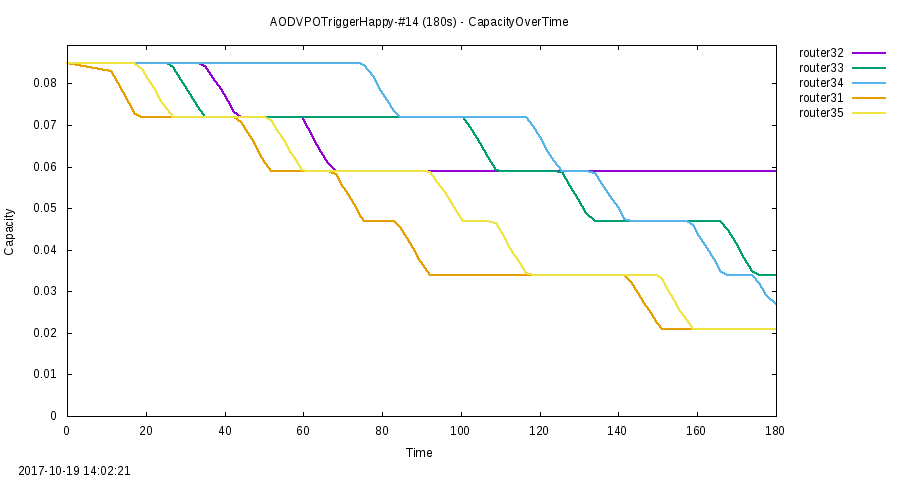 AODVPOTriggerHappy-#14 (180s) - CapacityOverTime
router32
router33
router34
router31
router35
0.08
0.07
0.06
0.05
0.04
0.03
0.02
0.01
0
Capacity
0 20 40 60 80 100 120 140 160 180
Time
2017-10-19 14:02:21